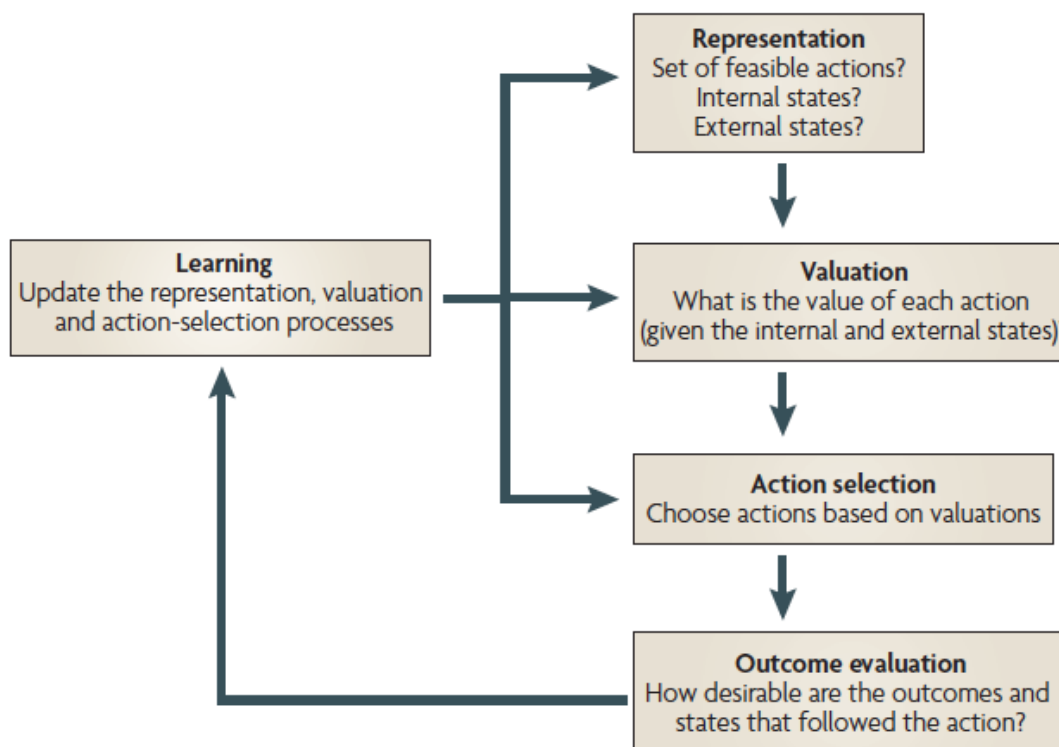 Representation
Set of feasible actions?
Internal states?
External states?
Learning
Update the representation, valuation
and action-selection processes
Valuation
What is the value of each action
(given the internal and external states)
Action selection
Choose actions based on valuations
Outcome evaluation
How desirable are the outcomes and
states that followed the action?